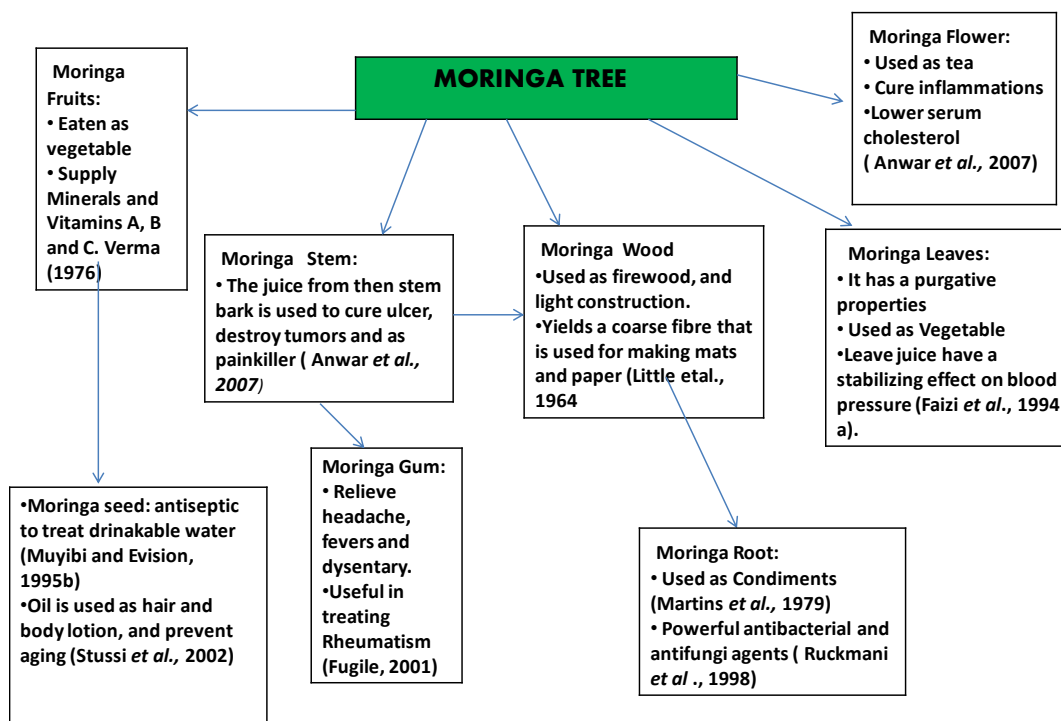 MORINGA TREE
Moringa
Fruits:
• Eaten as
vegetable
• Supply
Minerals and
Vitamins A, B
and C. Verma
(1976)
Moringa Flower:
• Used as tea
• Cure inflammations
•Lower serum
cholesterol
( Anwar et al., 2007)
Moringa Stem:
• The juice from then stem
bark is used to cure ulcer,
destroy tumors and as
painkiller ( Anwar et al.,
2007)
Moringa Wood
•Used as firewood, and
light construction.
•Yields a coarse fibre that
is used for making mats
and paper (Little etal.,
1964
Moringa Leaves:
• It has a purgative
properties
• Used as Vegetable
•Leave juice have a
stabilizing effect on blood
pressure (Faizi et al., 1994
a).
•Moringa seed: antiseptic
to treat drinakable water
(Muyibi and Evision,
1995b)
•Oil is used as hair and
body lotion, and prevent
aging (Stussi et al., 2002)
Moringa Gum:
• Relieve
headache,
fevers and
dysentary.
•Useful in
treating
Rheumatism
(Fugile, 2001)
Moringa Root:
• Used as Condiments
(Martins et al., 1979)
• Powerful antibacterial and
antifungi agents ( Ruckmani
et al ., 1998)